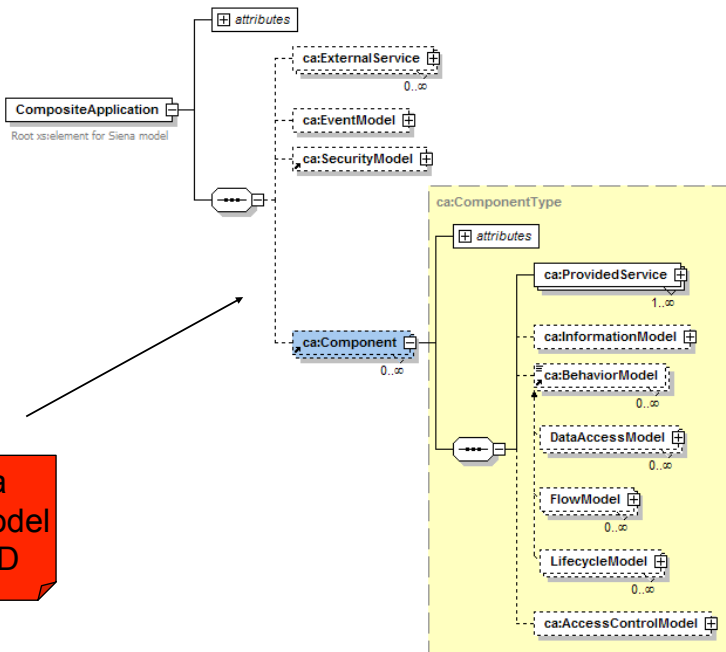 attributes
ca:ExternalService
0..∞
CompositeApplication
Root xs:element for Siena model
ca:EventModel
ca:SecurityModel
ca:ComponentType
attributes
ca:ProvidedService
1..∞
ca:Component
0..∞
ca:InformationModel
ca:BehaviorModel
0..∞
DataAccessModel
0..∞
FlowModel
0..∞
LifecycleModel
0..∞
ca:AccessControlModel